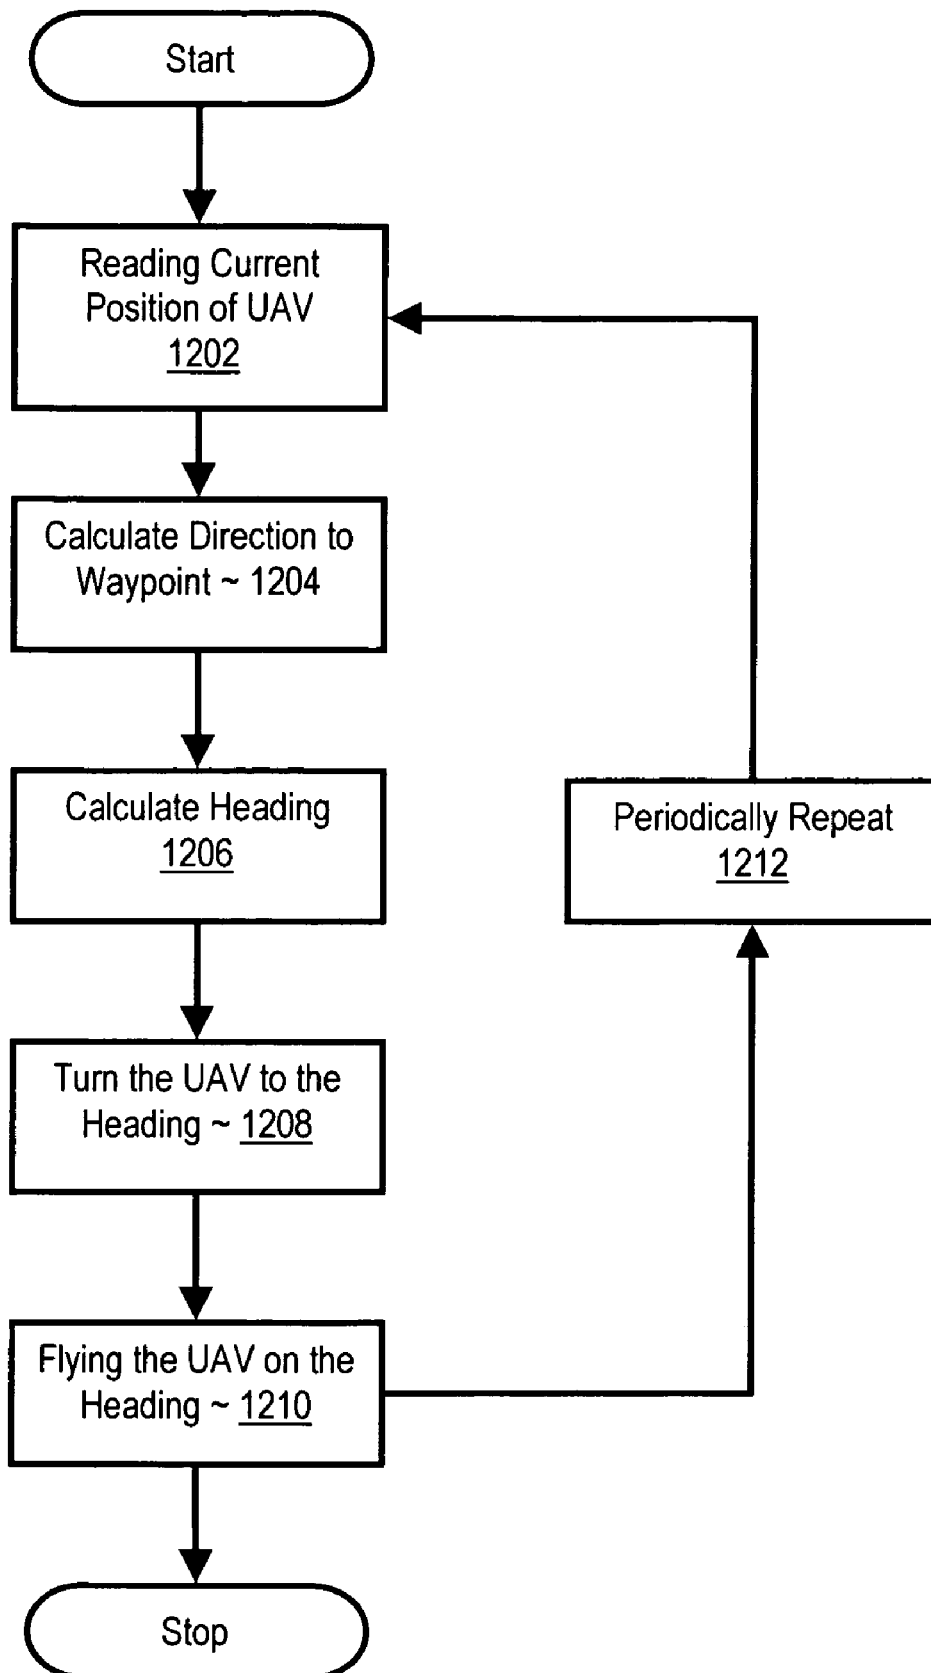 Start
Reading Current
Position of UAV
1202
Calculate Direction to
Waypoint ~ 1204
Calculate Heading
1206
Periodically Repeat
1212
Turn the UAV to the
Heading ~ 1208
Flying the UAV on the
Heading ~ 1210
Stop